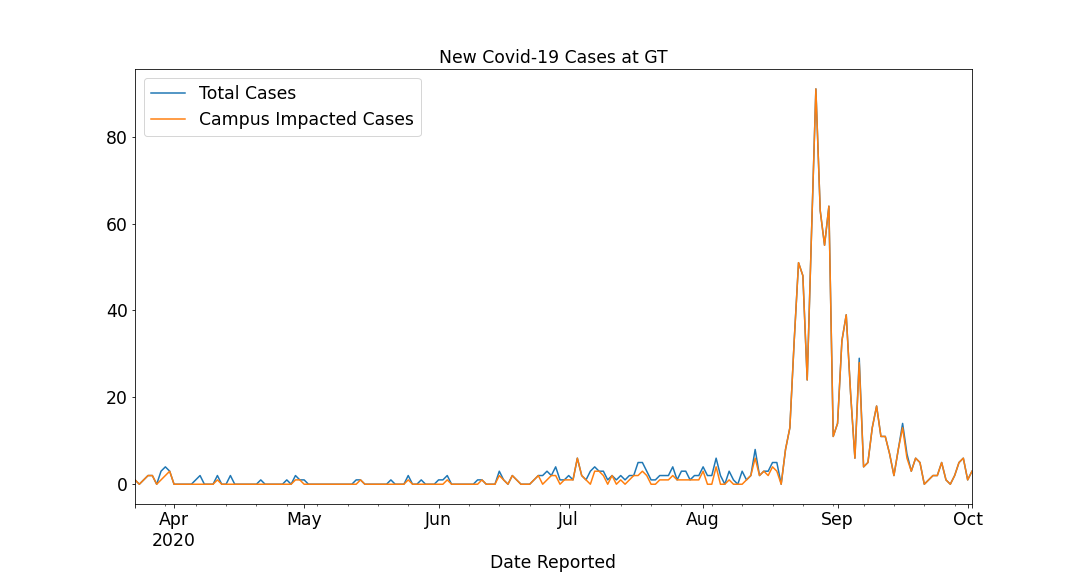 New Covid-19 Cases at GT
Total Cases
Campus Impacted Cases
80
60
40
20
0
Apr May Jun Jul Aug Sep Oct
2020
Date Reported